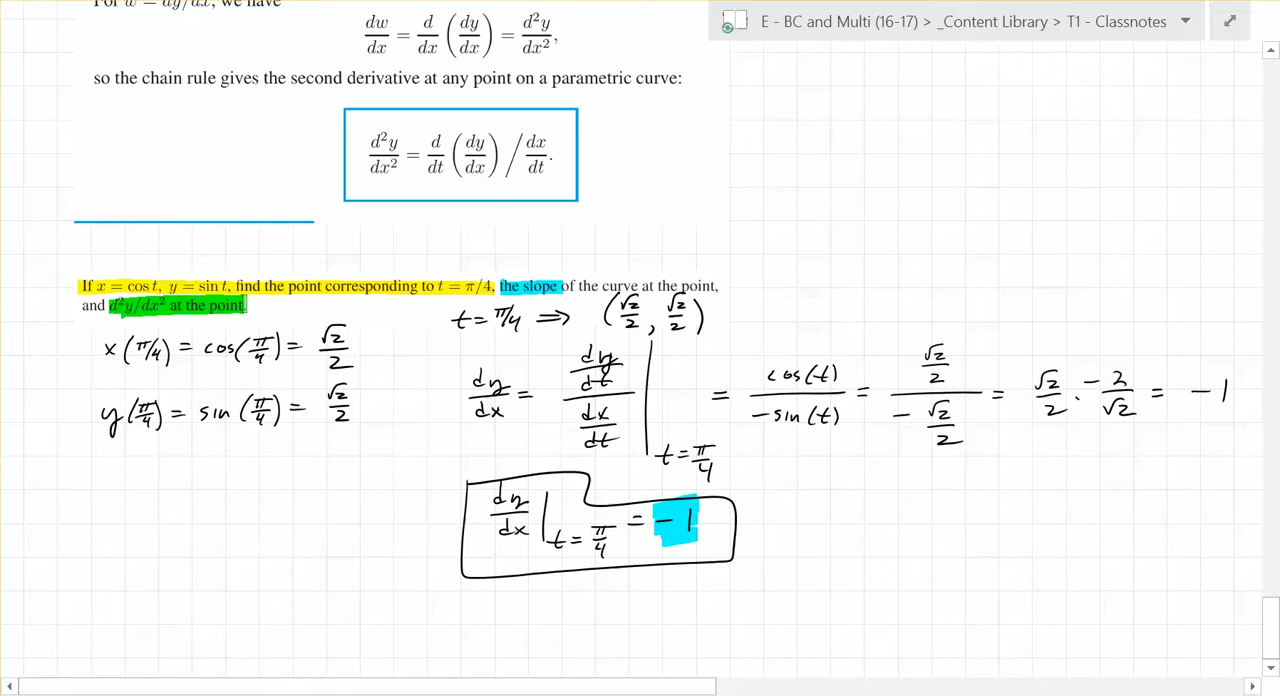 For w = dy/dx, we have
E - BC and Multi (16-17) > _Content Library > T1 - Classnotes
dw/dx = d/dx (dy/dx) = d²y/dx²,
so the chain rule gives the second derivative at any point on a parametric curve:
d²y/dx² = d/dt (dy/dx) / dx/dt.
If x = cos t, y = sin t, find the point corresponding to t = π/4, the slope of the curve at the point,
and d²y/dx² at the point.
t = π/4 ⇒ (√2/2, √2/2)
x(π/4) = cos(π/4) = √2/2
y(π/4) = sin(π/4) = √2/2
dy/dx = (dy/dt)/(dx/dt) | t = π/4 = cos(t)/-sin(t) = (√2/2)/(-√2/2) = √2/2 · -2/√2 = -1
dy/dx | t = π/4 = -1